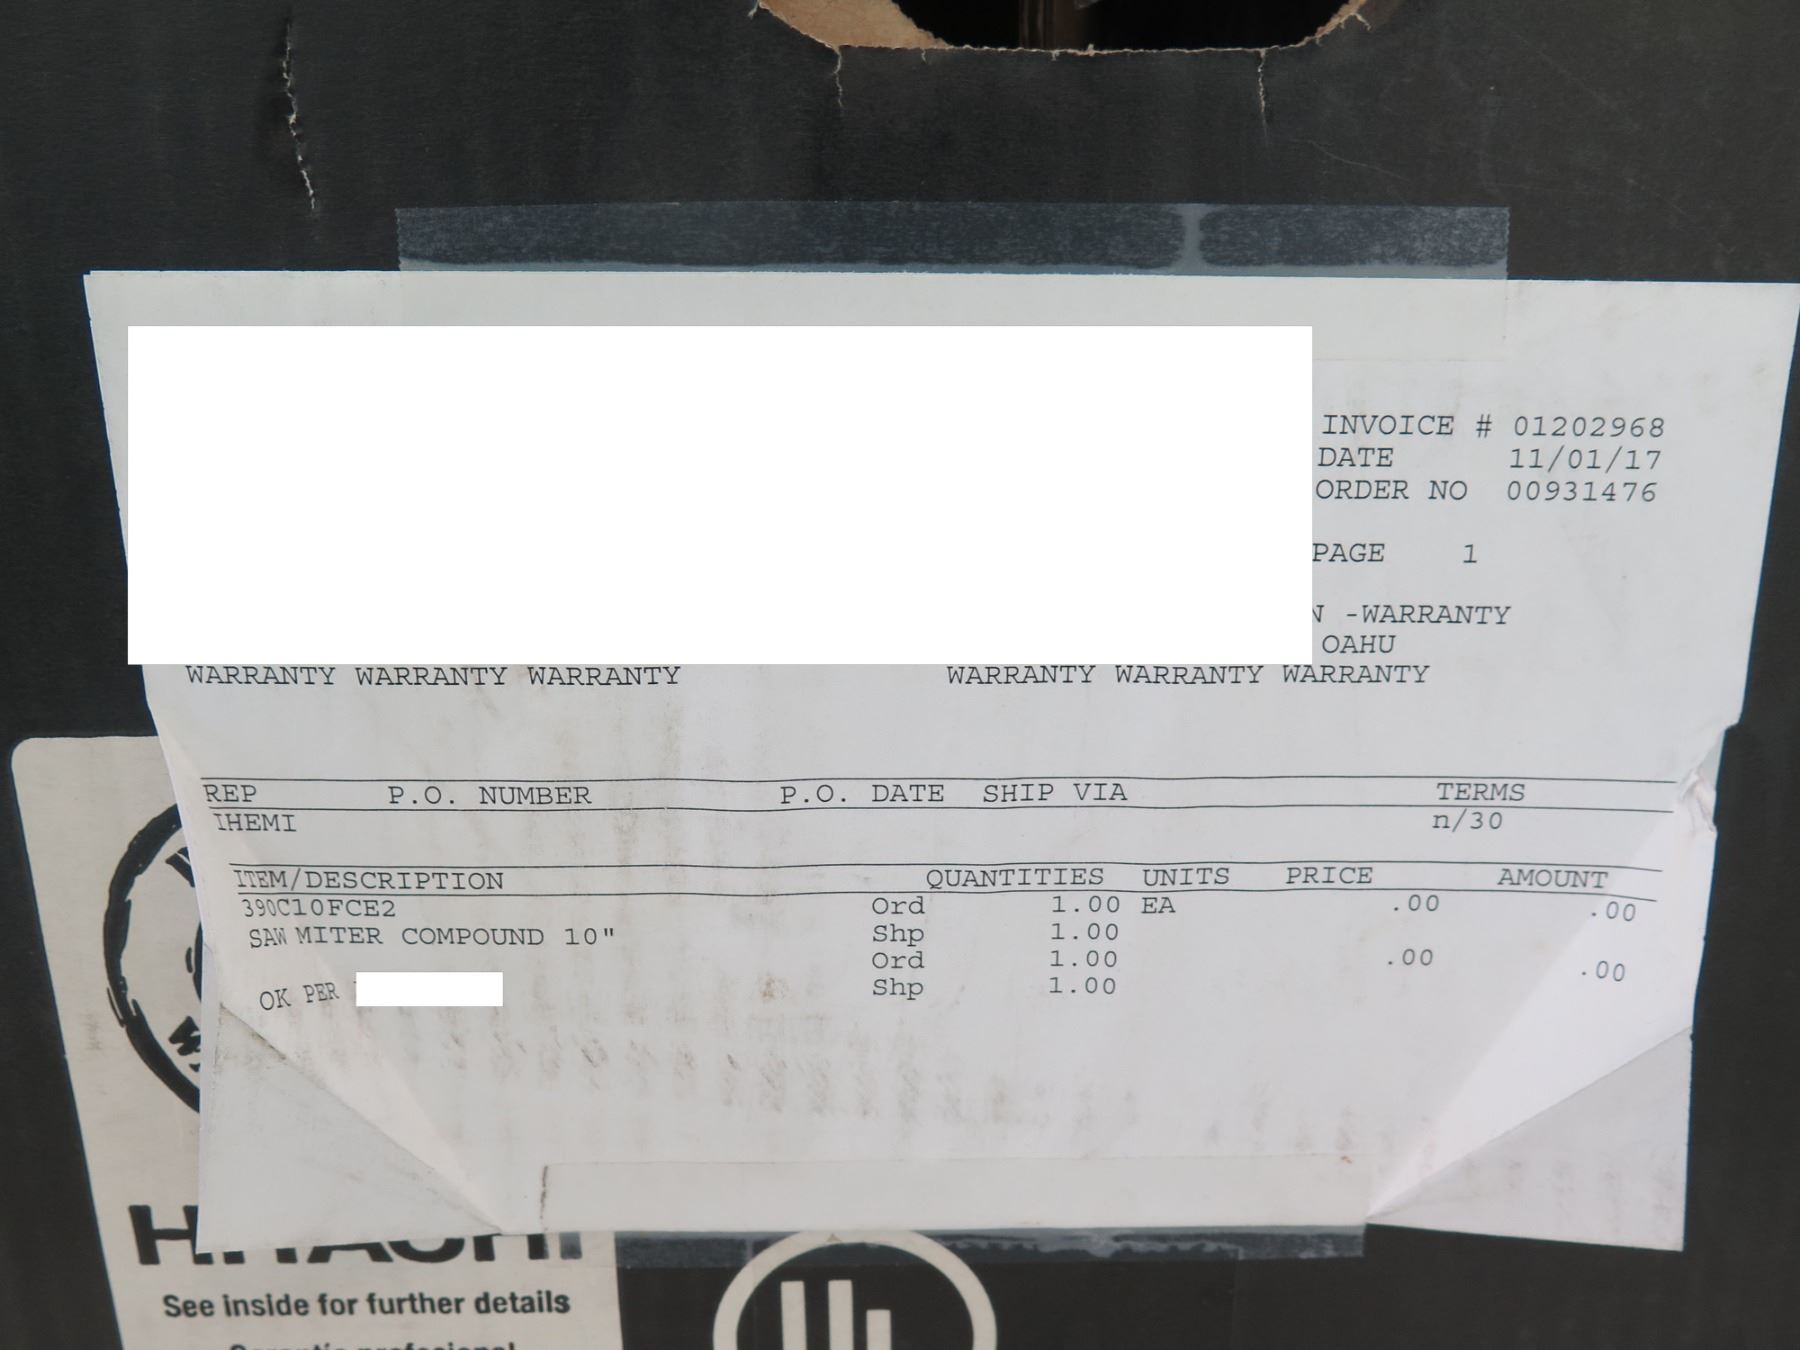 INVOICE # 01202968
DATE 11/01/17
ORDER NO 00931476
PAGE 1
N -WARRANTY
OAHU
WARRANTY WARRANTY WARRANTY WARRANTY WARRANTY WARRANTY
REP P.O. NUMBER P.O. DATE SHIP VIA TERMS
IHEMI n/30
ITEM/DESCRIPTION QUANTITIES UNITS PRICE AMOUNT
390C10FCE2 Ord 1.00 EA .00 .00
SAW MITER COMPOUND 10" Shp 1.00
Ord 1.00 .00 .00
OK PER Shp 1.00
HITACHI
See inside for further details
UL